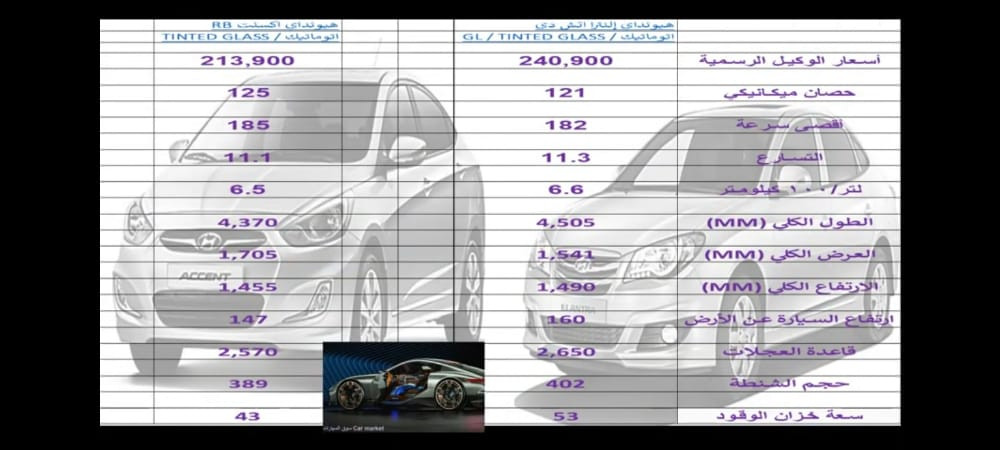 هيونداي إلنترا اتش دي
هيونداي اكسنت RB
اتوماتيك / GL / TINTED GLASS
اتوماتيك / TINTED GLASS
أسعار الوكيل الرسمية 240,900 213,900
حصان ميكانيكي 121 125
أقصى سرعة 182 185
التسارع 11.3 11.1
لتر/١٠٠ كيلومتر 6.6 6.5
الطول الكلي (MM) 4,505 4,370
العرض الكلي (MM) 1,541 1,705
الارتفاع الكلي (MM) 1,490 1,455
ارتفاع السيارة عن الأرض 160 147
قاعدة العجلات 2,650 2,570
حجم الشنطة 402 389
سعة خزان الوقود 53 43
ELANTRA
ACCENT
سوق السيارات Car market